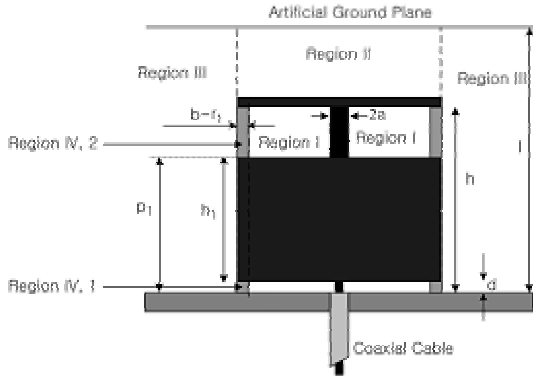 Artificial Ground Plane
Region II
Region III
Region III
b-r₁
2a
Region I
Region I
Region IV, 2
l
h
p₁
h₁
d
Region IV, 1
Coaxial Cable